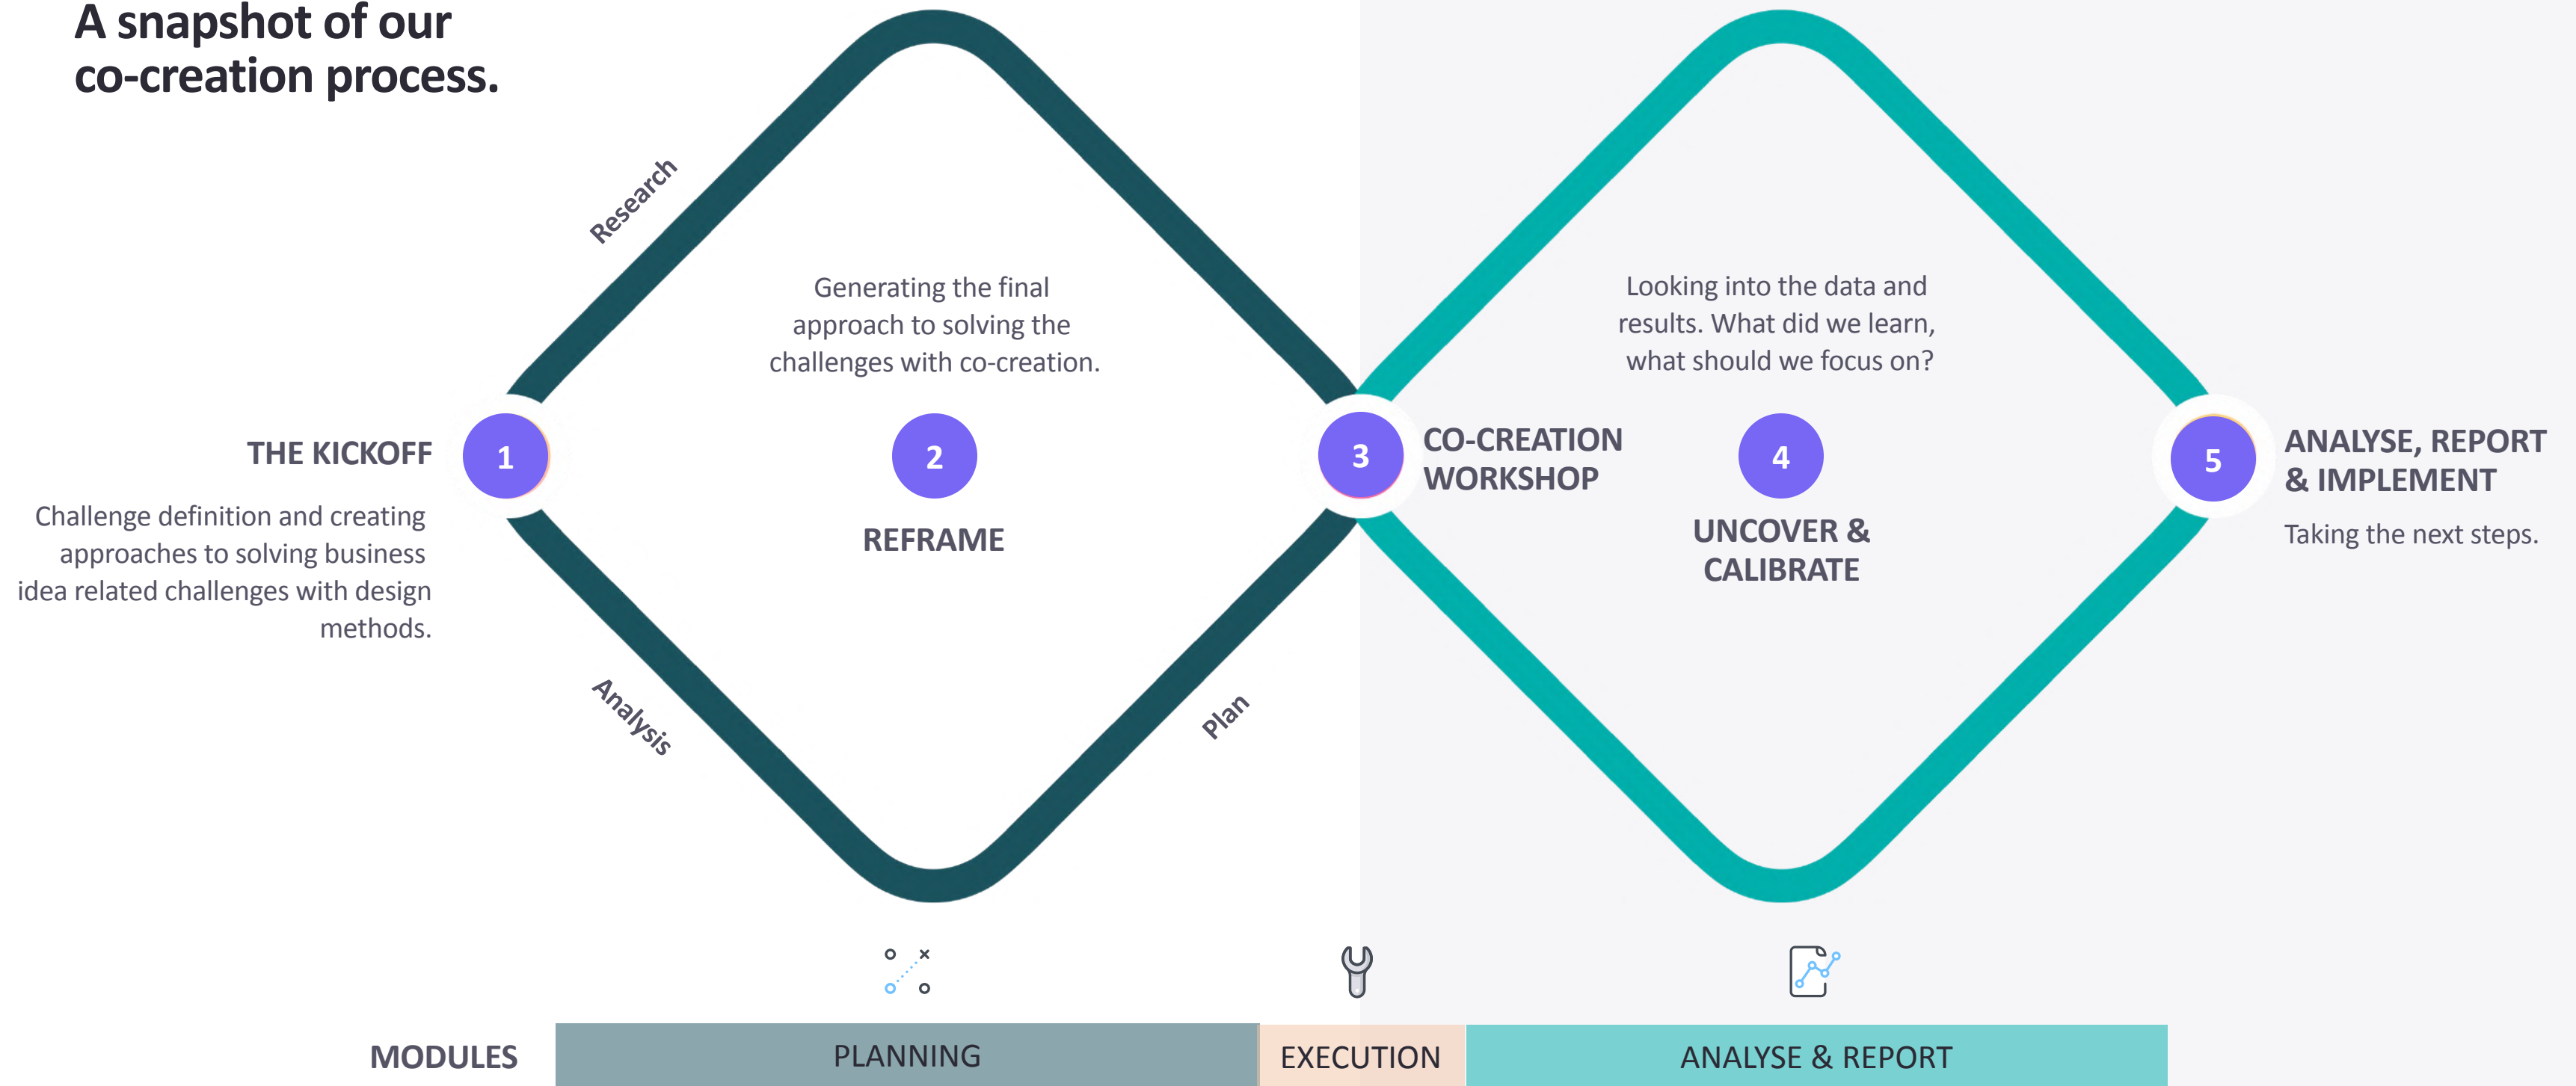 A snapshot of our
co-creation process.
Research
Generating the final
approach to solving the
challenges with co-creation.
Looking into the data and
results. What did we learn,
what should we focus on?
THE KICKOFF
1
Challenge definition and creating
approaches to solving business
idea related challenges with design
methods.
2
REFRAME
3
CO-CREATION
WORKSHOP
4
UNCOVER &
CALIBRATE
5
ANALYSE, REPORT
& IMPLEMENT
Taking the next steps.
Analysis
Plan
MODULES
PLANNING
EXECUTION
ANALYSE & REPORT